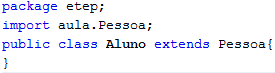 package etep;
import aula.Pessoa;
public class Aluno extends Pessoa{
}